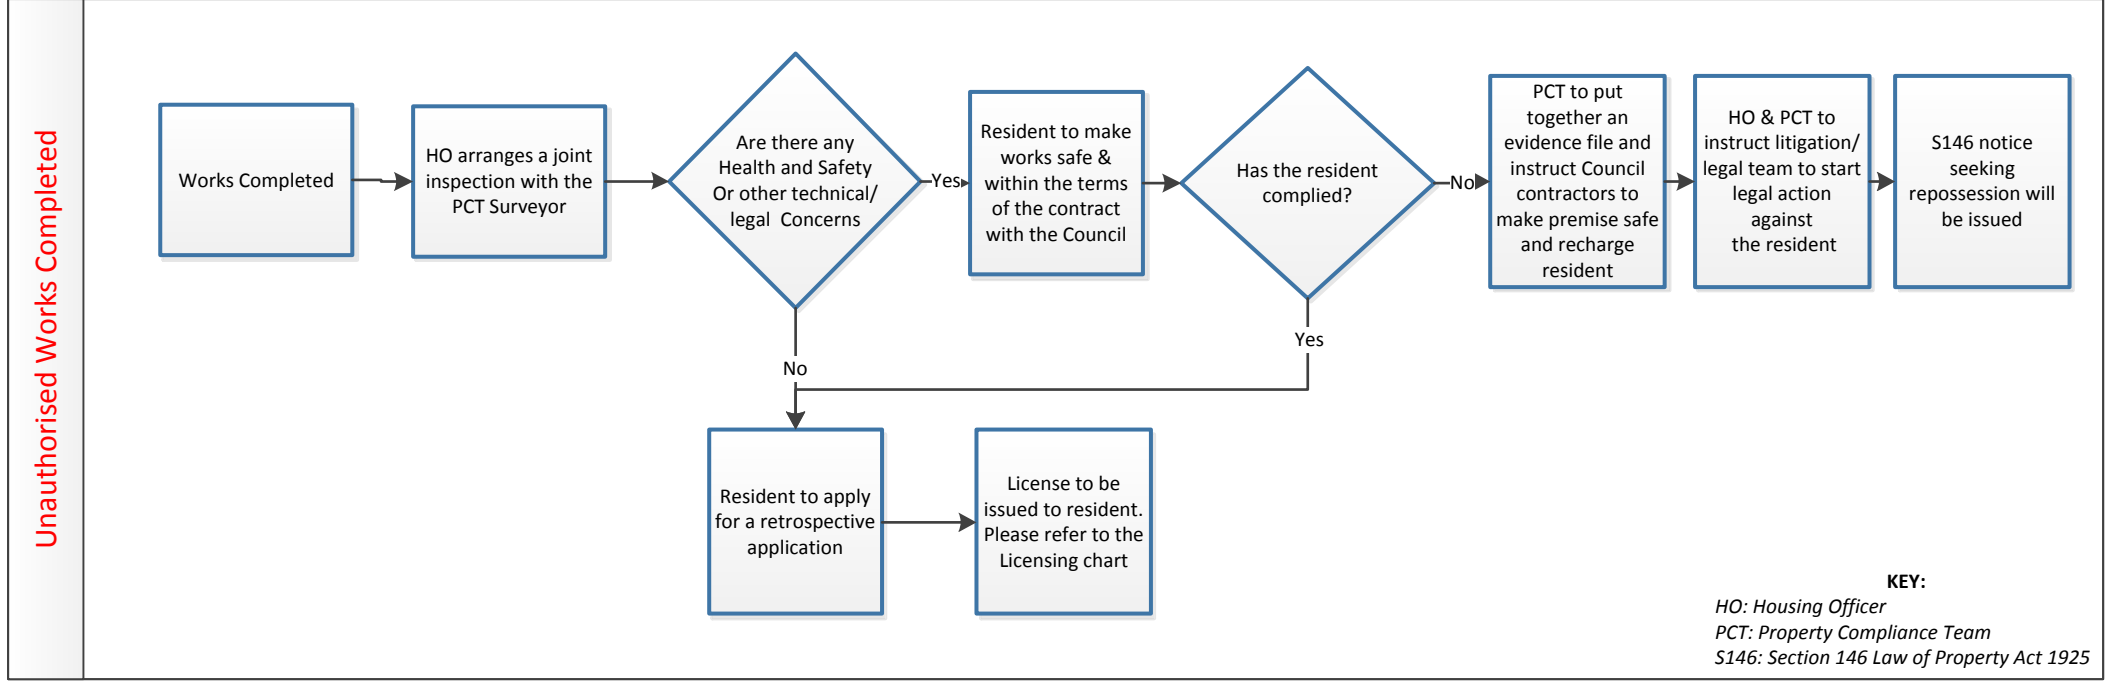 Unauthorised Works Completed
Works Completed
HO arranges a joint
inspection with the
PCT Surveyor
Are there any
Health and Safety
Or other technical/
legal Concerns
Yes
Resident to make
works safe &
within the terms
of the contract
with the Council
Has the resident
complied?
No
PCT to put
together an
evidence file and
instruct Council
contractors to
make premise safe
and recharge
resident
HO & PCT to
instruct litigation/
legal team to start
legal action
against
the resident
S146 notice
seeking
repossession will
be issued
Yes
No
Resident to apply
for a retrospective
application
License to be
issued to resident.
Please refer to the
Licensing chart
KEY:
HO: Housing Officer
PCT: Property Compliance Team
S146: Section 146 Law of Property Act 1925